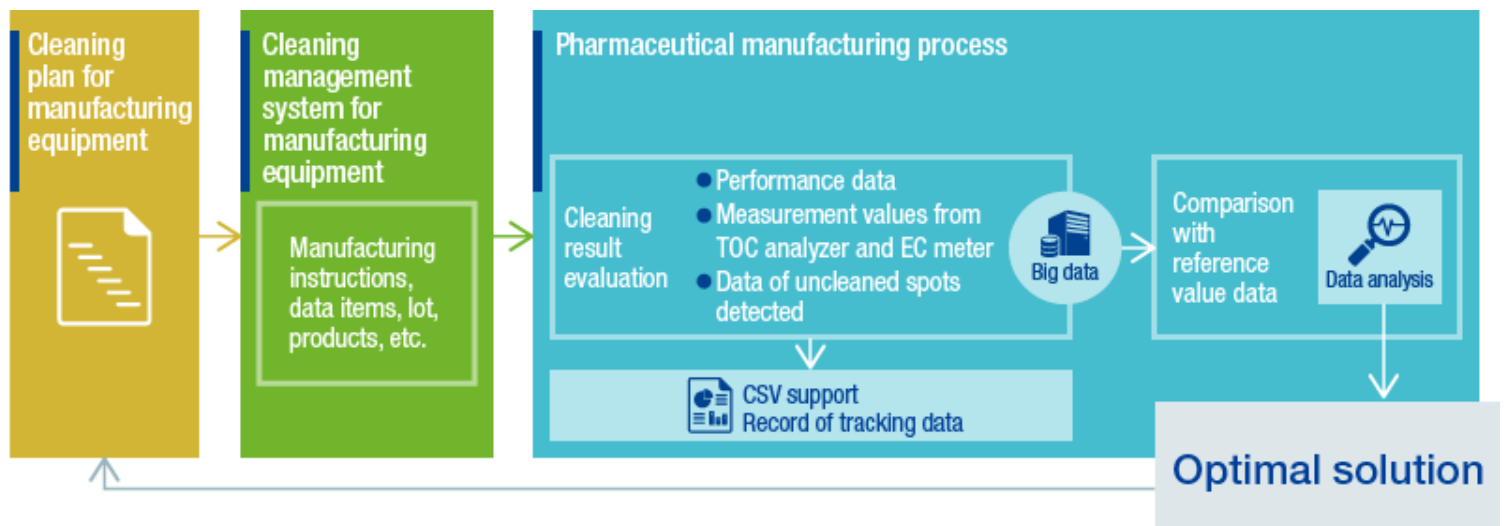 Cleaning
plan for
manufacturing
equipment
Cleaning
management
system for
manufacturing
equipment
Manufacturing
instructions,
data items, lot,
products, etc.
Pharmaceutical manufacturing process
Cleaning
result
evaluation
● Performance data
● Measurement values from
TOC analyzer and EC meter
● Data of uncleaned spots
detected
Big data
Comparison
with
reference
value data
Data analysis
CSV support
Record of tracking data
Optimal solution